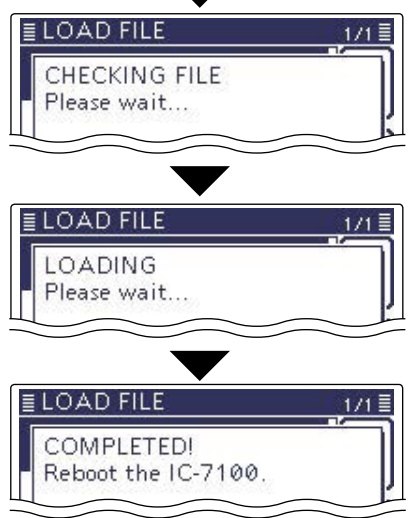 LOAD FILE 1/1
CHECKING FILE
Please wait...
LOAD FILE 1/1
LOADING
Please wait...
LOAD FILE 1/1
COMPLETED!
Reboot the IC-7100.